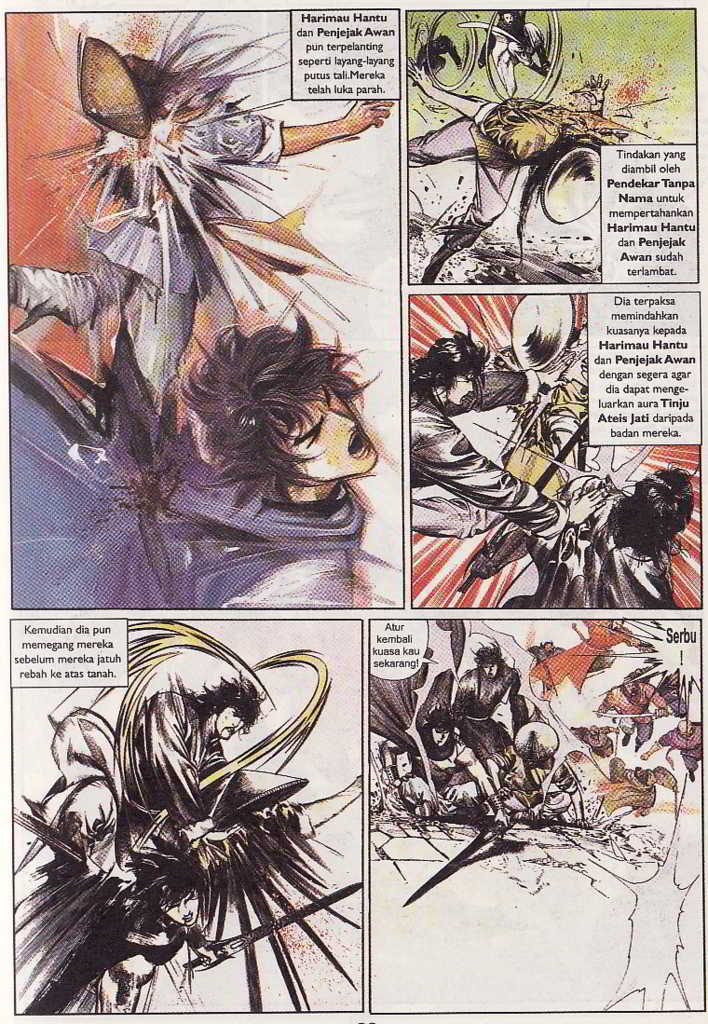 Harimau Hantu
dan Penjejak Awan
pun terpelanting
seperti layang-layang
putus tali.Mereka
telah luka parah.
Tindakan yang
diambil oleh
Pendekar Tanpa
Nama untuk
mempertahankan
Harimau Hantu
dan Penjejak
Awan sudah
terlambat.
Dia terpaksa
memindahkan
kuasanya kepada
Harimau Hantu
dan Penjejak Awan
dengan segera agar
dia dapat menge-
luarkan aura Tinju
Ateis Jati daripada
badan mereka.
Kemudian dia pun
memegang mereka
sebelum mereka jatuh
rebah ke atas tanah.
Atur
kembali
kuasa kau
sekarang!
Serbu
!